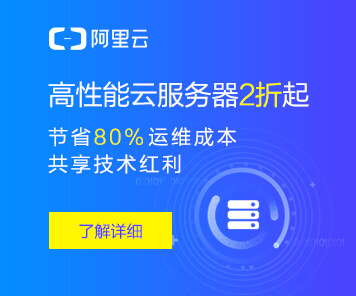 阿里云
高性能云服务器2折起
节省80%运维成本
共享技术红利
了解详细